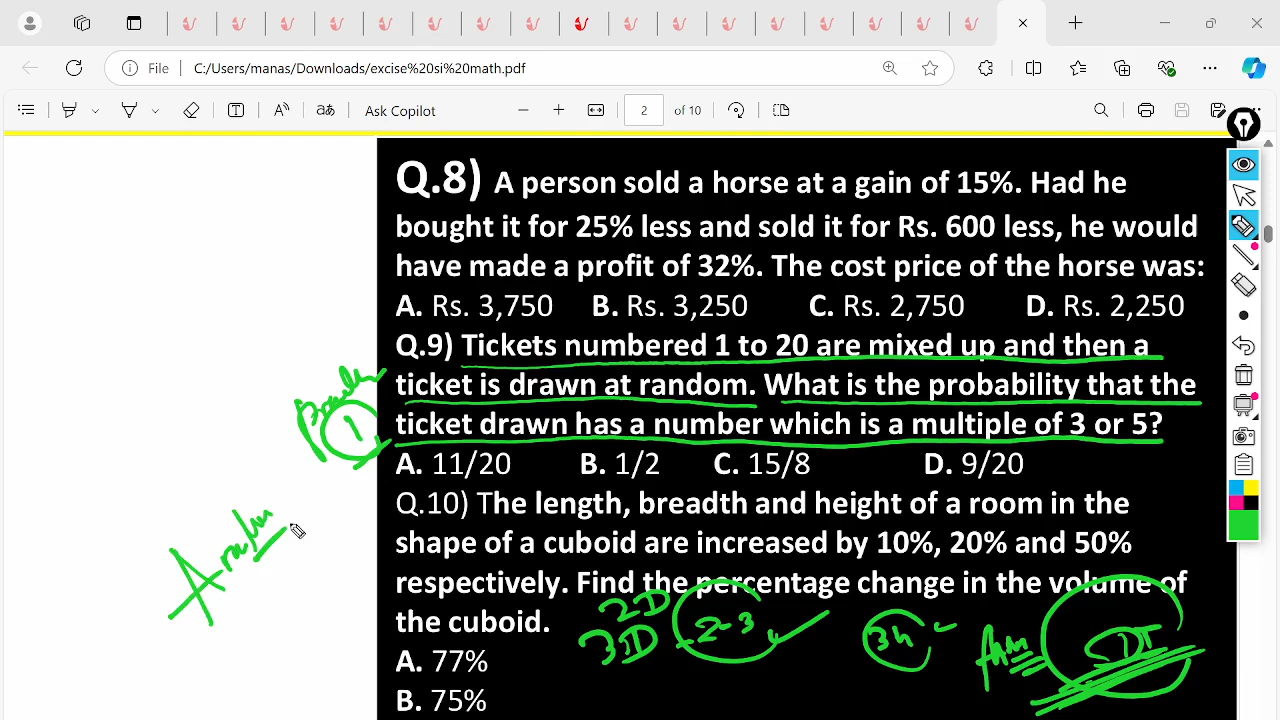 File C:/Users/manas/Downloads/excise%20si%20math.pdf
Ask Copilot 2 of 10
Q.8) A person sold a horse at a gain of 15%. Had he
bought it for 25% less and sold it for Rs. 600 less, he would
have made a profit of 32%. The cost price of the horse was:
A. Rs. 3,750 B. Rs. 3,250 C. Rs. 2,750 D. Rs. 2,250
Q.9) Tickets numbered 1 to 20 are mixed up and then a
ticket is drawn at random. What is the probability that the
ticket drawn has a number which is a multiple of 3 or 5?
1
A. 11/20 B. 1/2 C. 15/8 D. 9/20
Q.10) The length, breadth and height of a room in the
shape of a cuboid are increased by 10%, 20% and 50%
respectively. Find the percentage change in the volume of
the cuboid.
2D
3D 2-3
A. 77%
B. 75%